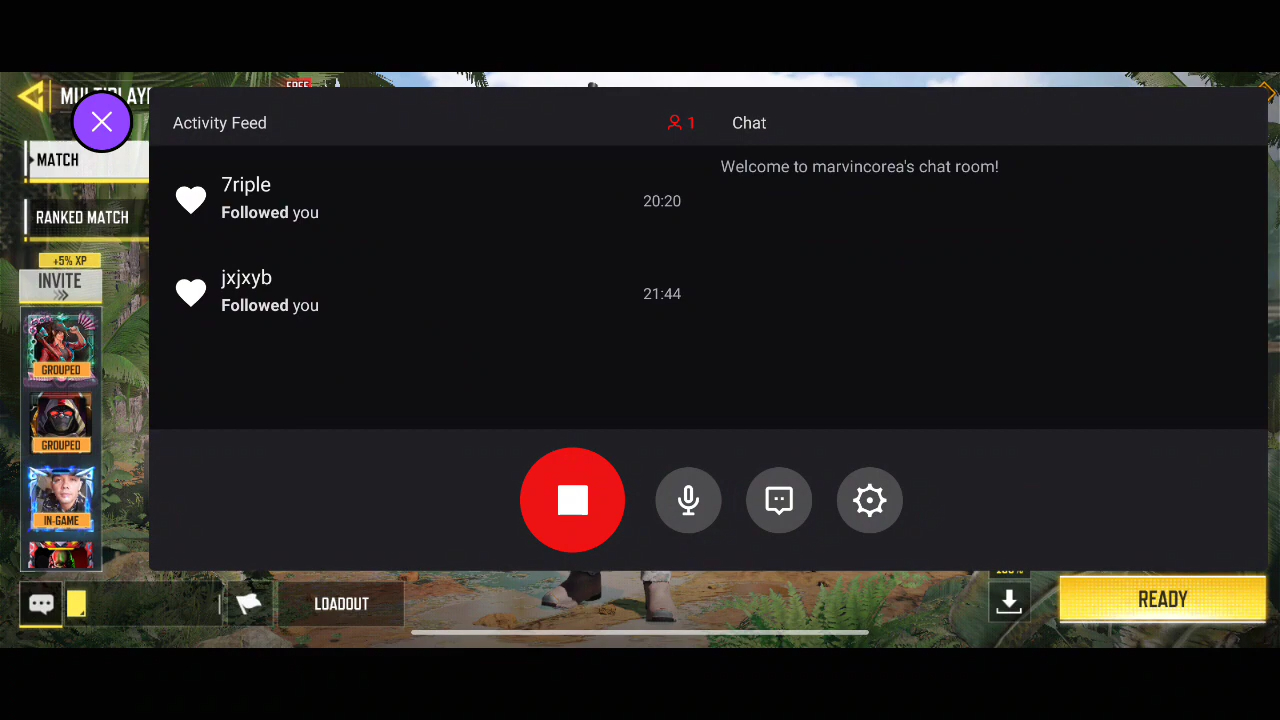 FREE
MATCH
RANKED MATCH
+5% XP
INVITE
GROUPED
GROUPED
IN-GAME
Activity Feed
1
7riple
Followed you
20:20
jxjxyb
Followed you
21:44
Chat
Welcome to marvincorea's chat room!
LOADOUT
READY